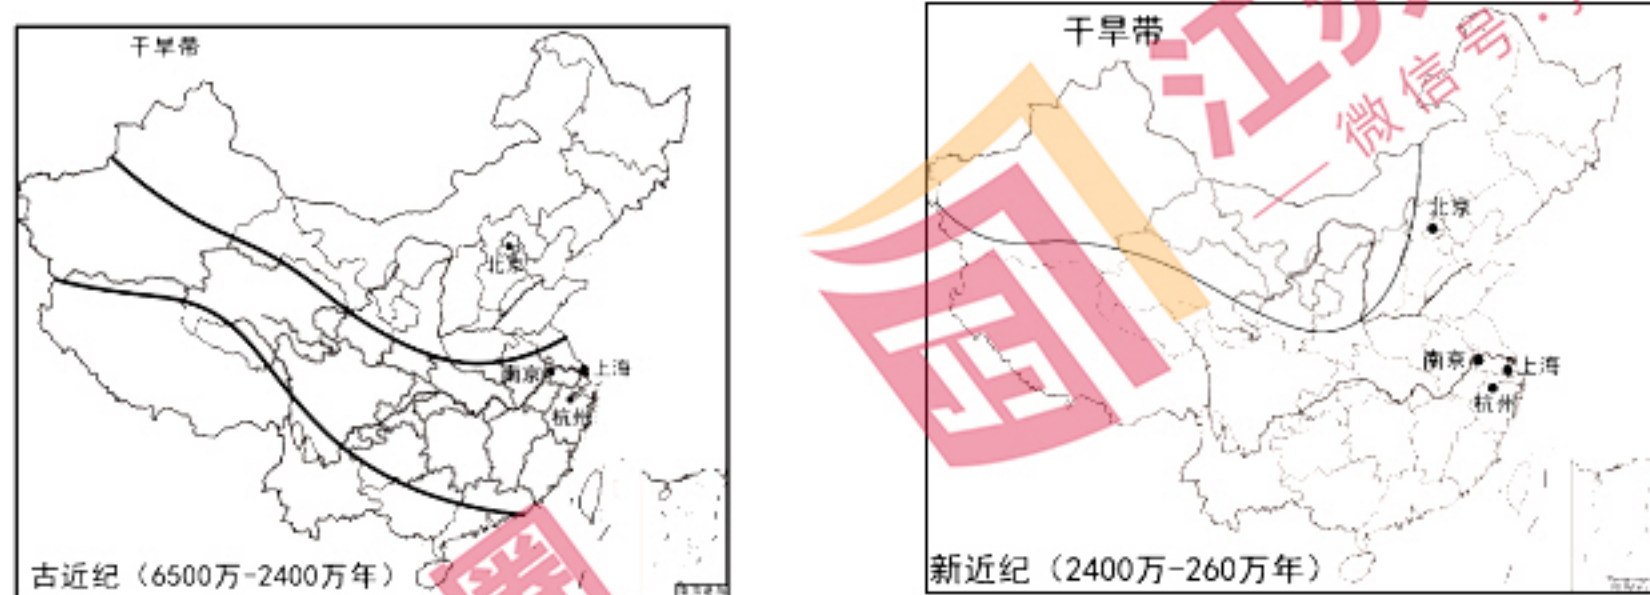 干旱带
北京
南京
上海
杭州
古近纪（6500万-2400万年）
干旱带
北京
南京
上海
杭州
新近纪（2400万-260万年）
江苏
微信号：